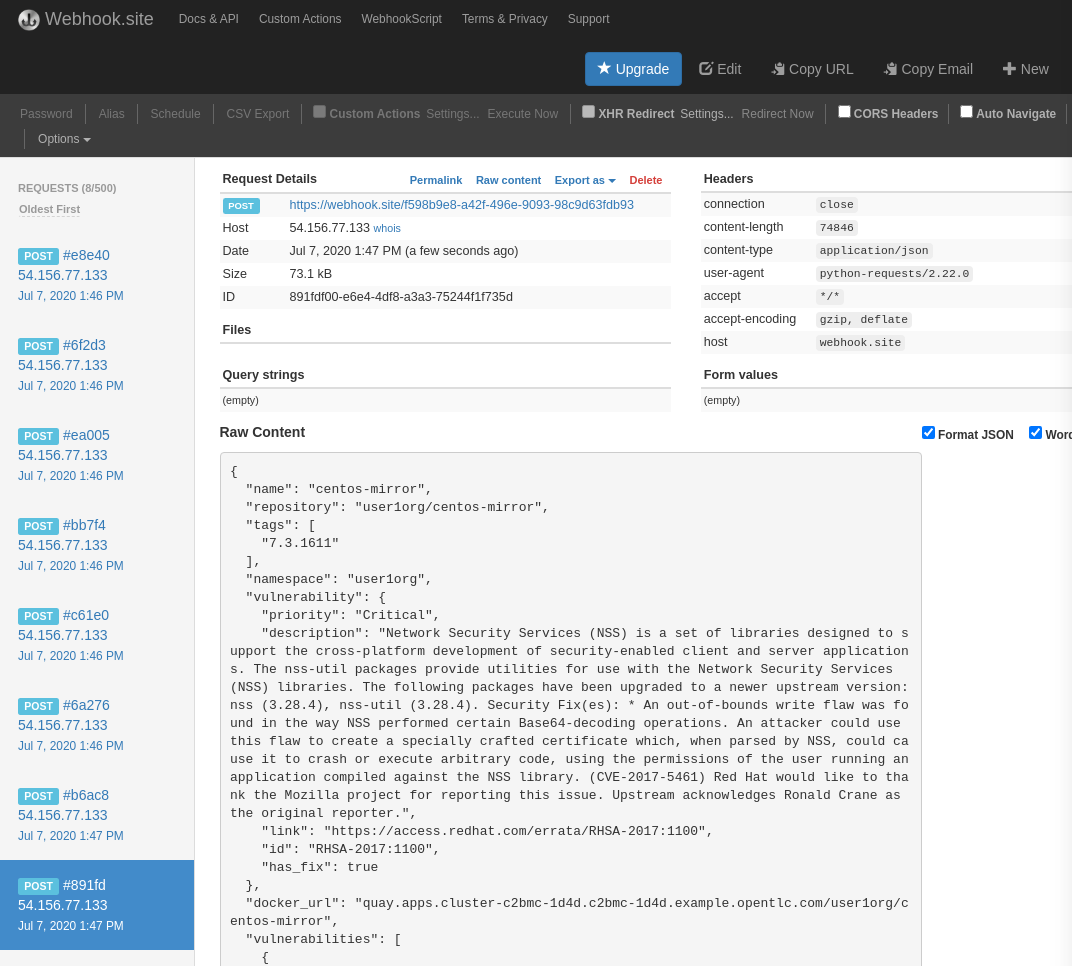 Webhook.site Docs & API Custom Actions WebhookScript Terms & Privacy Support
Upgrade Edit Copy URL Copy Email New
Password Alias Schedule CSV Export Custom Actions Settings... Execute Now XHR Redirect Settings... Redirect Now CORS Headers Auto Navigate
Options
REQUESTS (8/500)
Oldest First
POST #e8e40
54.156.77.133
Jul 7, 2020 1:46 PM
POST #6f2d3
54.156.77.133
Jul 7, 2020 1:46 PM
POST #ea005
54.156.77.133
Jul 7, 2020 1:46 PM
POST #bb7f4
54.156.77.133
Jul 7, 2020 1:46 PM
POST #c61e0
54.156.77.133
Jul 7, 2020 1:46 PM
POST #6a276
54.156.77.133
Jul 7, 2020 1:46 PM
POST #b6ac8
54.156.77.133
Jul 7, 2020 1:47 PM
POST #891fd
54.156.77.133
Jul 7, 2020 1:47 PM
Request Details Permalink Raw content Export as Delete
POST https://webhook.site/f598b9e8-a42f-496e-9093-98c9d63fdb93
Host 54.156.77.133 whois
Date Jul 7, 2020 1:47 PM (a few seconds ago)
Size 73.1 kB
ID 891fdf00-e6e4-4df8-a3a3-75244f1f735d
Files
Headers
connection close
content-length 74846
content-type application/json
user-agent python-requests/2.22.0
accept */*
accept-encoding gzip, deflate
host webhook.site
Query strings
(empty)
Form values
(empty)
Raw Content Format JSON Word
{
"name": "centos-mirror",
"repository": "user1org/centos-mirror",
"tags": [
"7.3.1611"
],
"namespace": "user1org",
"vulnerability": {
"priority": "Critical",
"description": "Network Security Services (NSS) is a set of libraries designed to s
upport the cross-platform development of security-enabled client and server application
s. The nss-util packages provide utilities for use with the Network Security Services
(NSS) libraries. The following packages have been upgraded to a newer upstream version:
nss (3.28.4), nss-util (3.28.4). Security Fix(es): * An out-of-bounds write flaw was fo
und in the way NSS performed certain Base64-decoding operations. An attacker could use
this flaw to create a specially crafted certificate which, when parsed by NSS, could ca
use it to crash or execute arbitrary code, using the permissions of the user running an
application compiled against the NSS library. (CVE-2017-5461) Red Hat would like to tha
nk the Mozilla project for reporting this issue. Upstream acknowledges Ronald Crane as
the original reporter.",
"link": "https://access.redhat.com/errata/RHSA-2017:1100",
"id": "RHSA-2017:1100",
"has_fix": true
},
"docker_url": "quay.apps.cluster-c2bmc-1d4d.c2bmc-1d4d.example.opentlc.com/user1org/c
entos-mirror",
"vulnerabilities": [
{